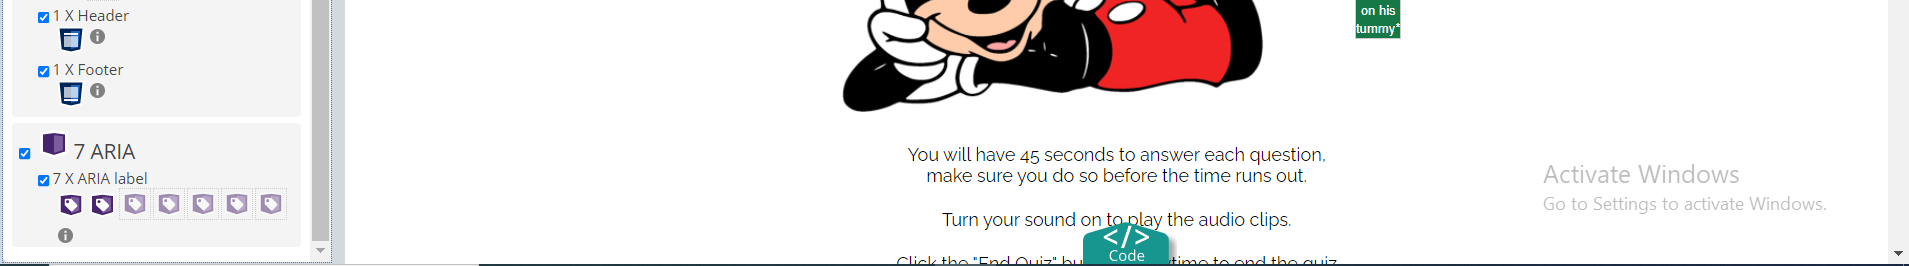 1 X Header
1 X Footer
7 ARIA
7 X ARIA label
on his
tummy*
You will have 45 seconds to answer each question,
make sure you do so before the time runs out.
Turn your sound on to play the audio clips.
Click the "End Quiz" bu
time to end the quiz
</> 
Code
Activate Windows
Go to Settings to activate Windows.